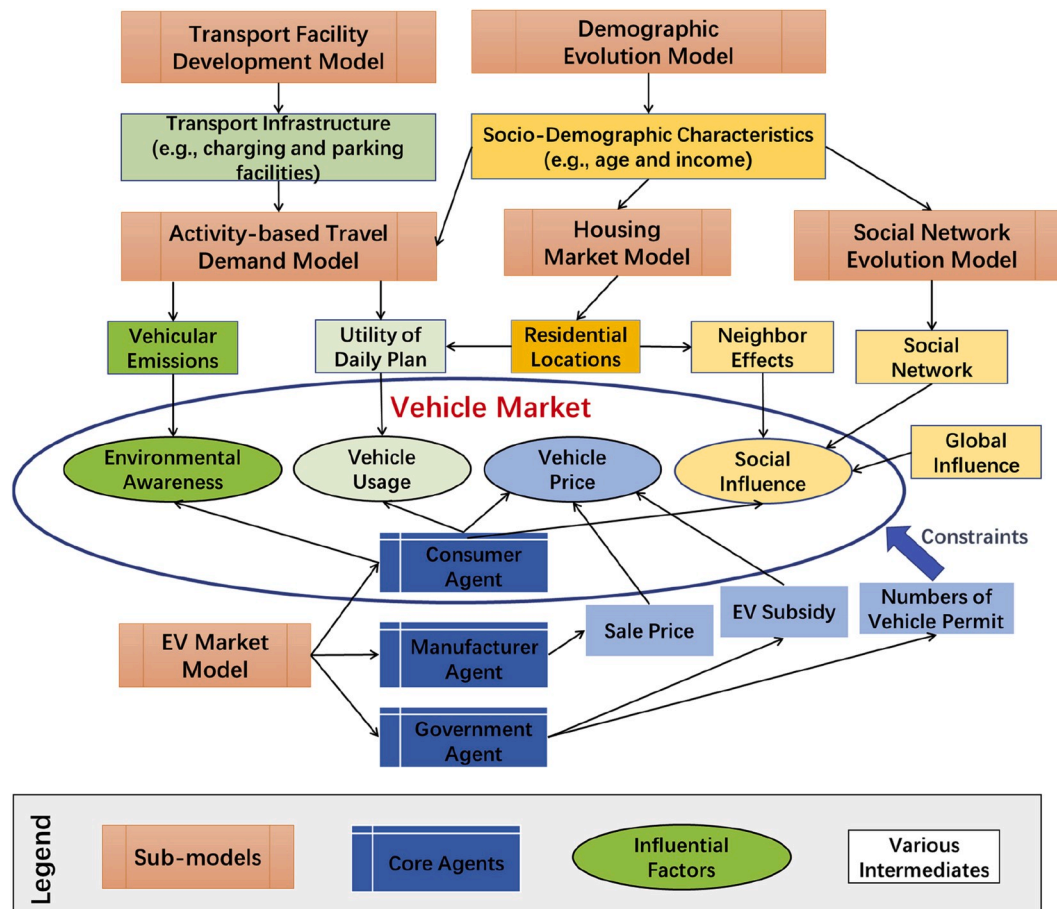 Transport Facility
Development Model
Demographic
Evolution Model
Transport Infrastructure
(e.g., charging and parking
facilities)
Socio-Demographic Characteristics
(e.g., age and income)
Activity-based Travel
Demand Model
Housing
Market Model
Social Network
Evolution Model
Vehicular
Emissions
Utility of
Daily Plan
Residential
Locations
Neighbor
Effects
Social
Network
Vehicle Market
Environmental
Awareness
Vehicle
Usage
Vehicle
Price
Social
Influence
Global
Influence
Constraints
Consumer
Agent
EV Market
Model
Manufacturer
Agent
Sale Price
EV Subsidy
Numbers of
Vehicle Permit
Government
Agent
Legend
Sub-models
Core Agents
Influential
Factors
Various
Intermediates